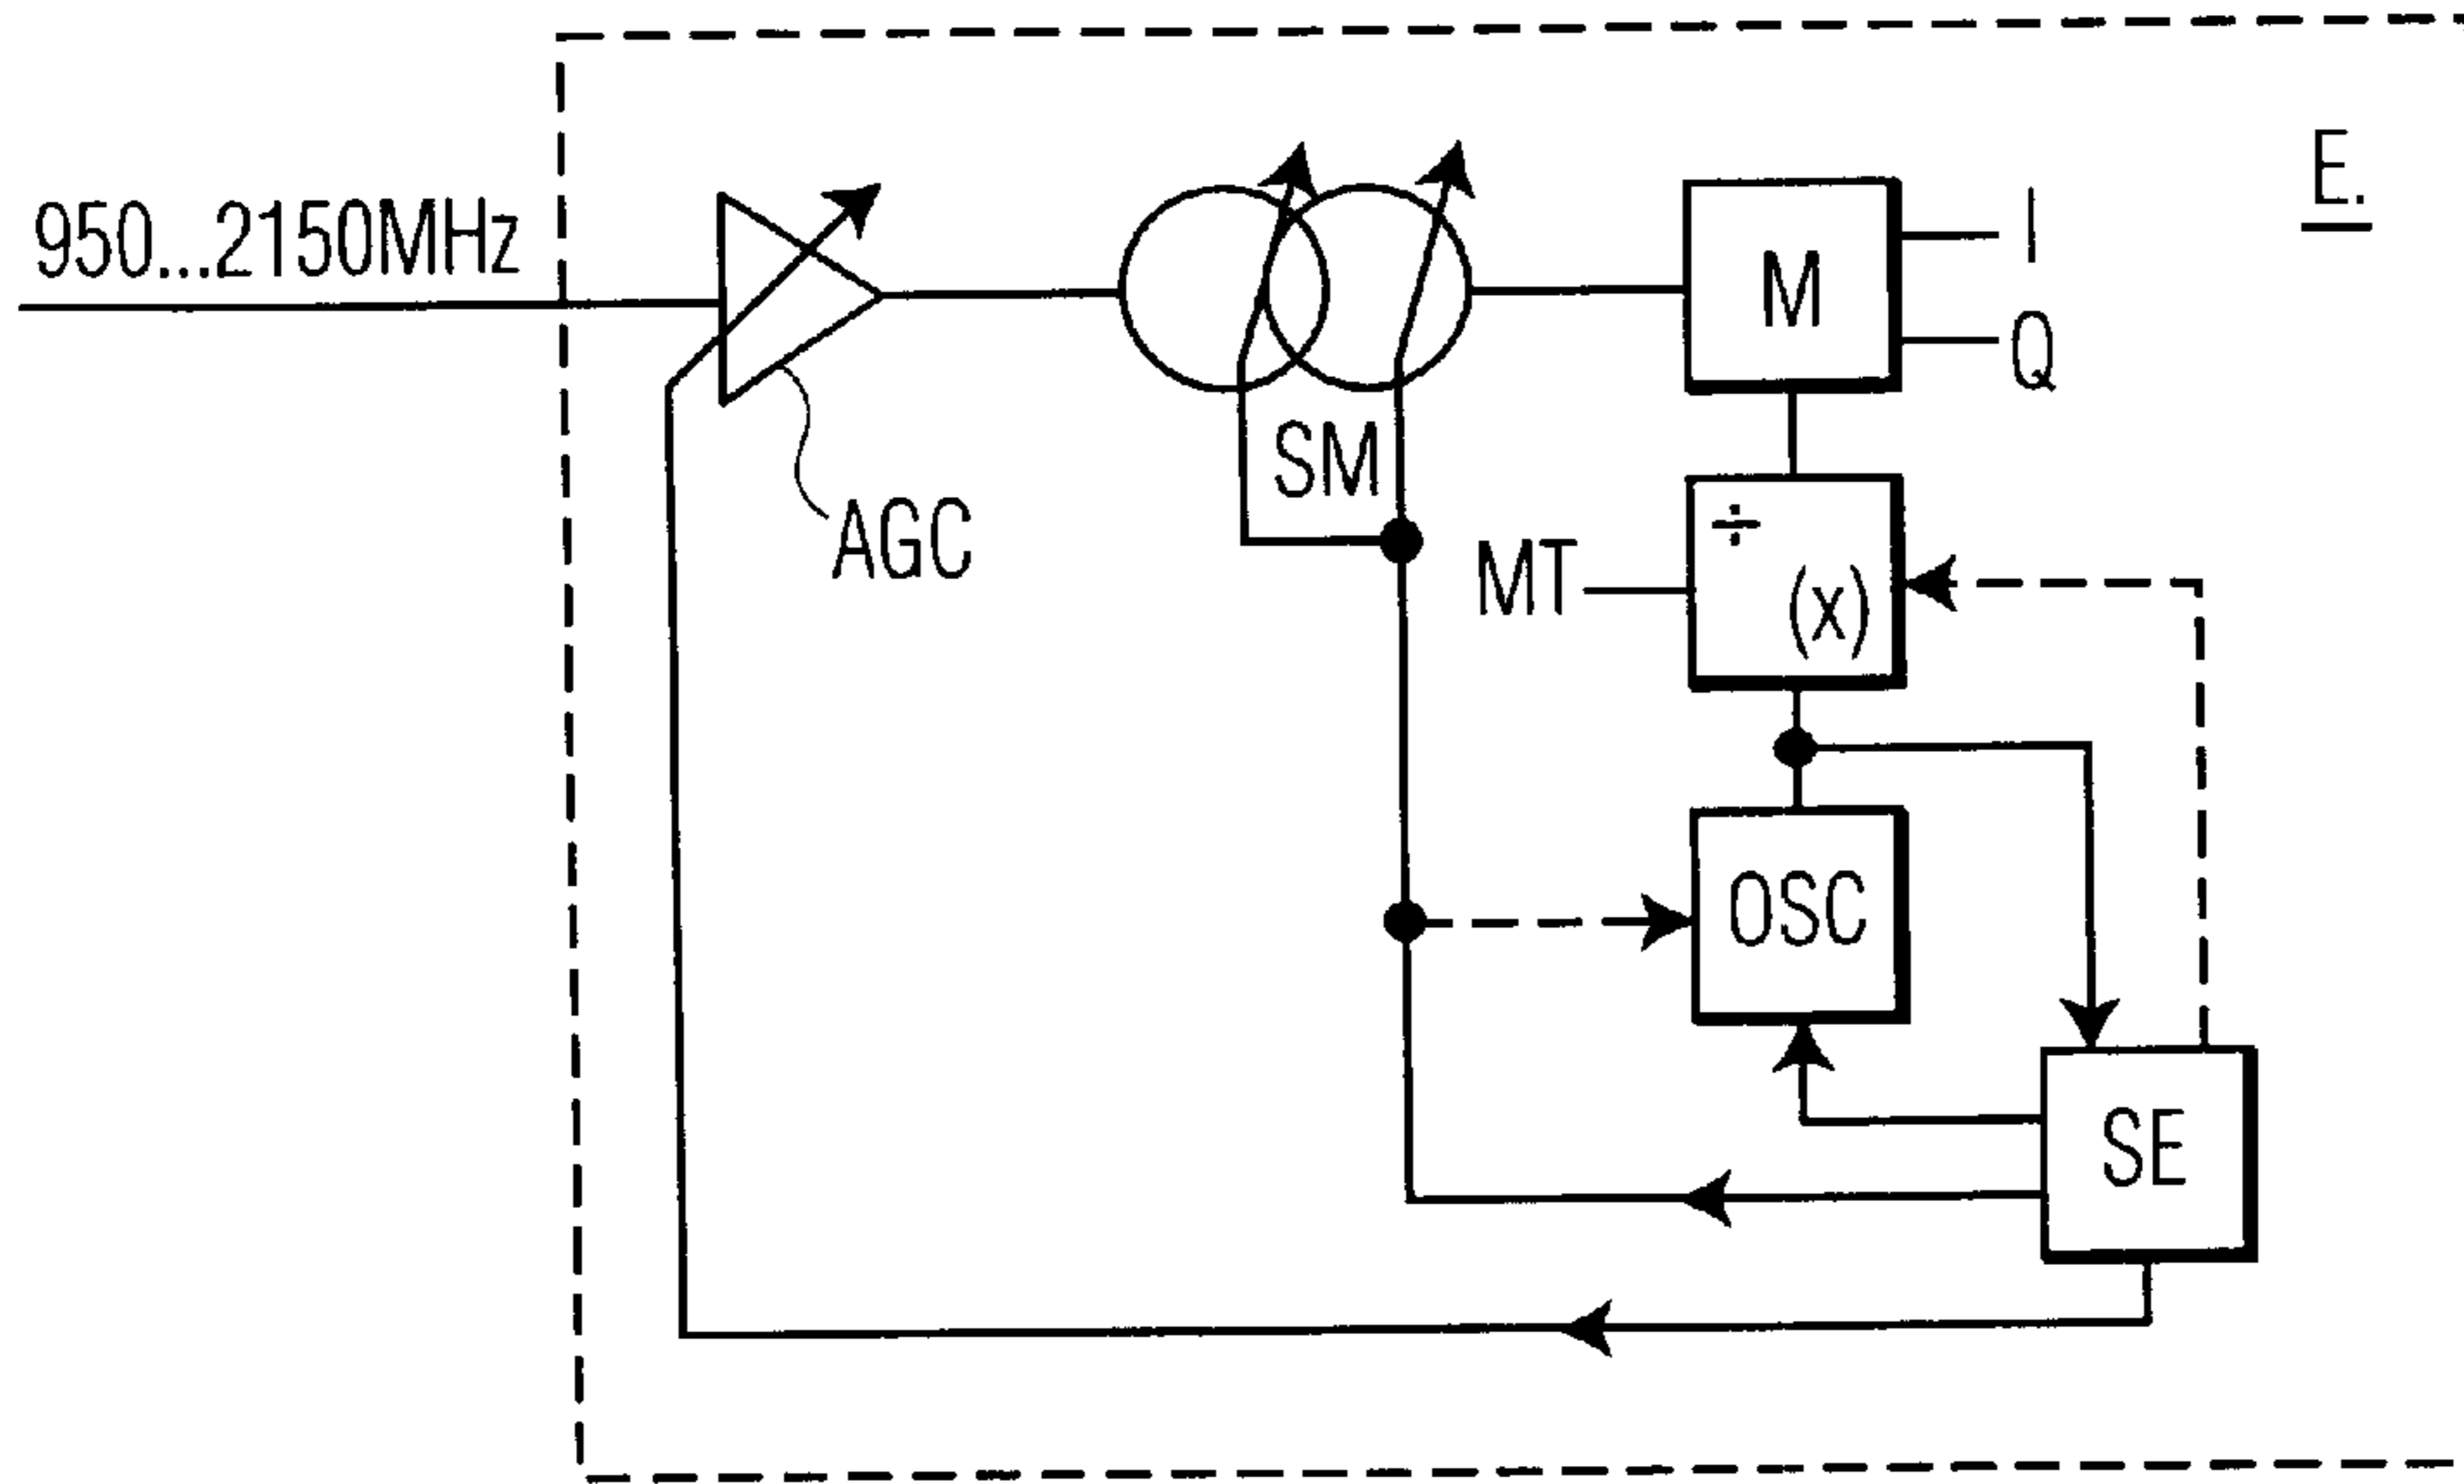 950...2150MHz
E.
I
M
Q
SM
AGC
÷
MT
(x)
OSC
SE